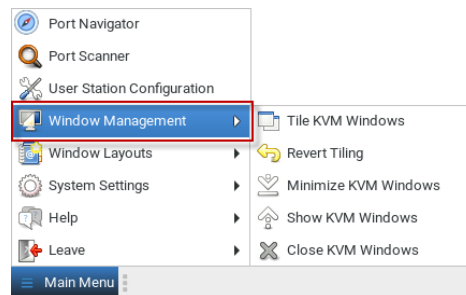 Port Navigator
Port Scanner
User Station Configuration
Window Management
Window Layouts
System Settings
Help
Leave
Main Menu
Tile KVM Windows
Revert Tiling
Minimize KVM Windows
Show KVM Windows
Close KVM Windows